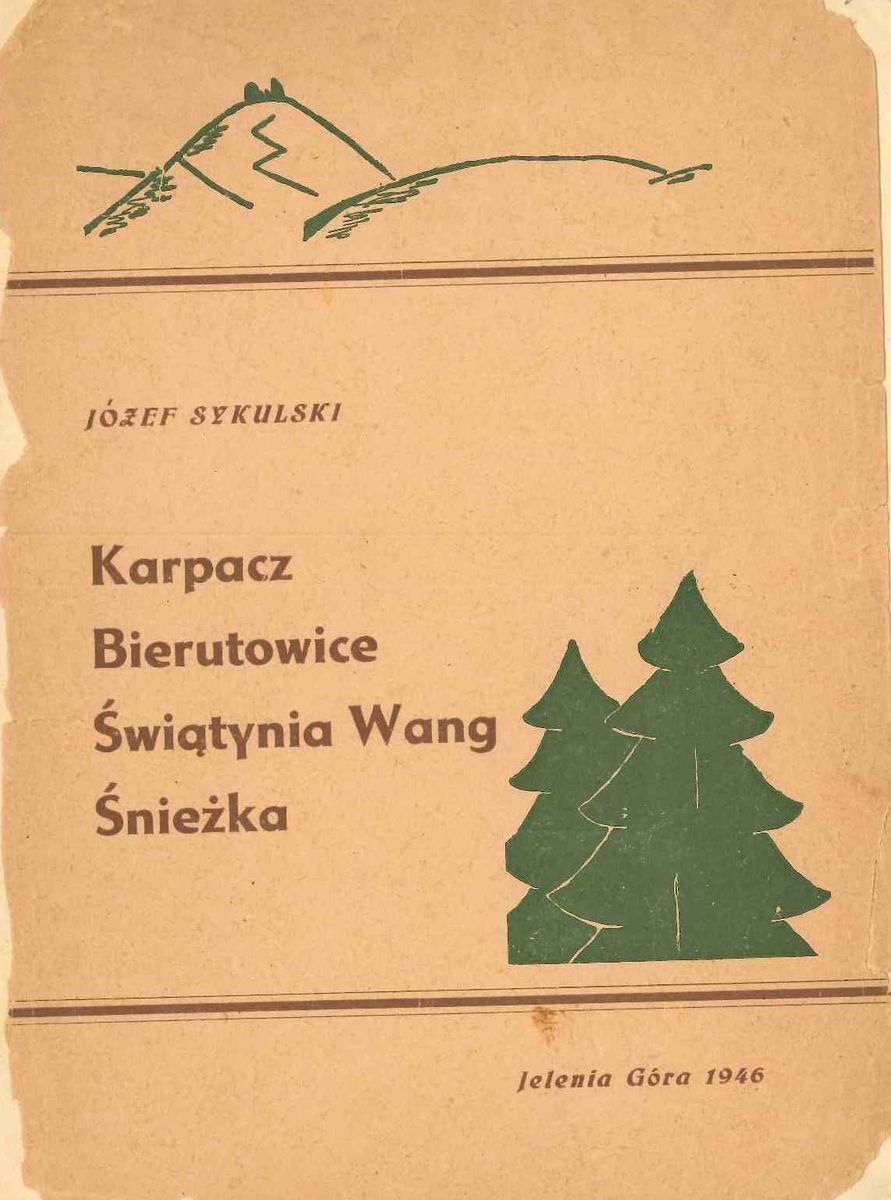 JÓZEF SYKULSKI
Karpacz
Bierutowice
Świątynia Wang
Śnieżka
Jelenia Góra 1946